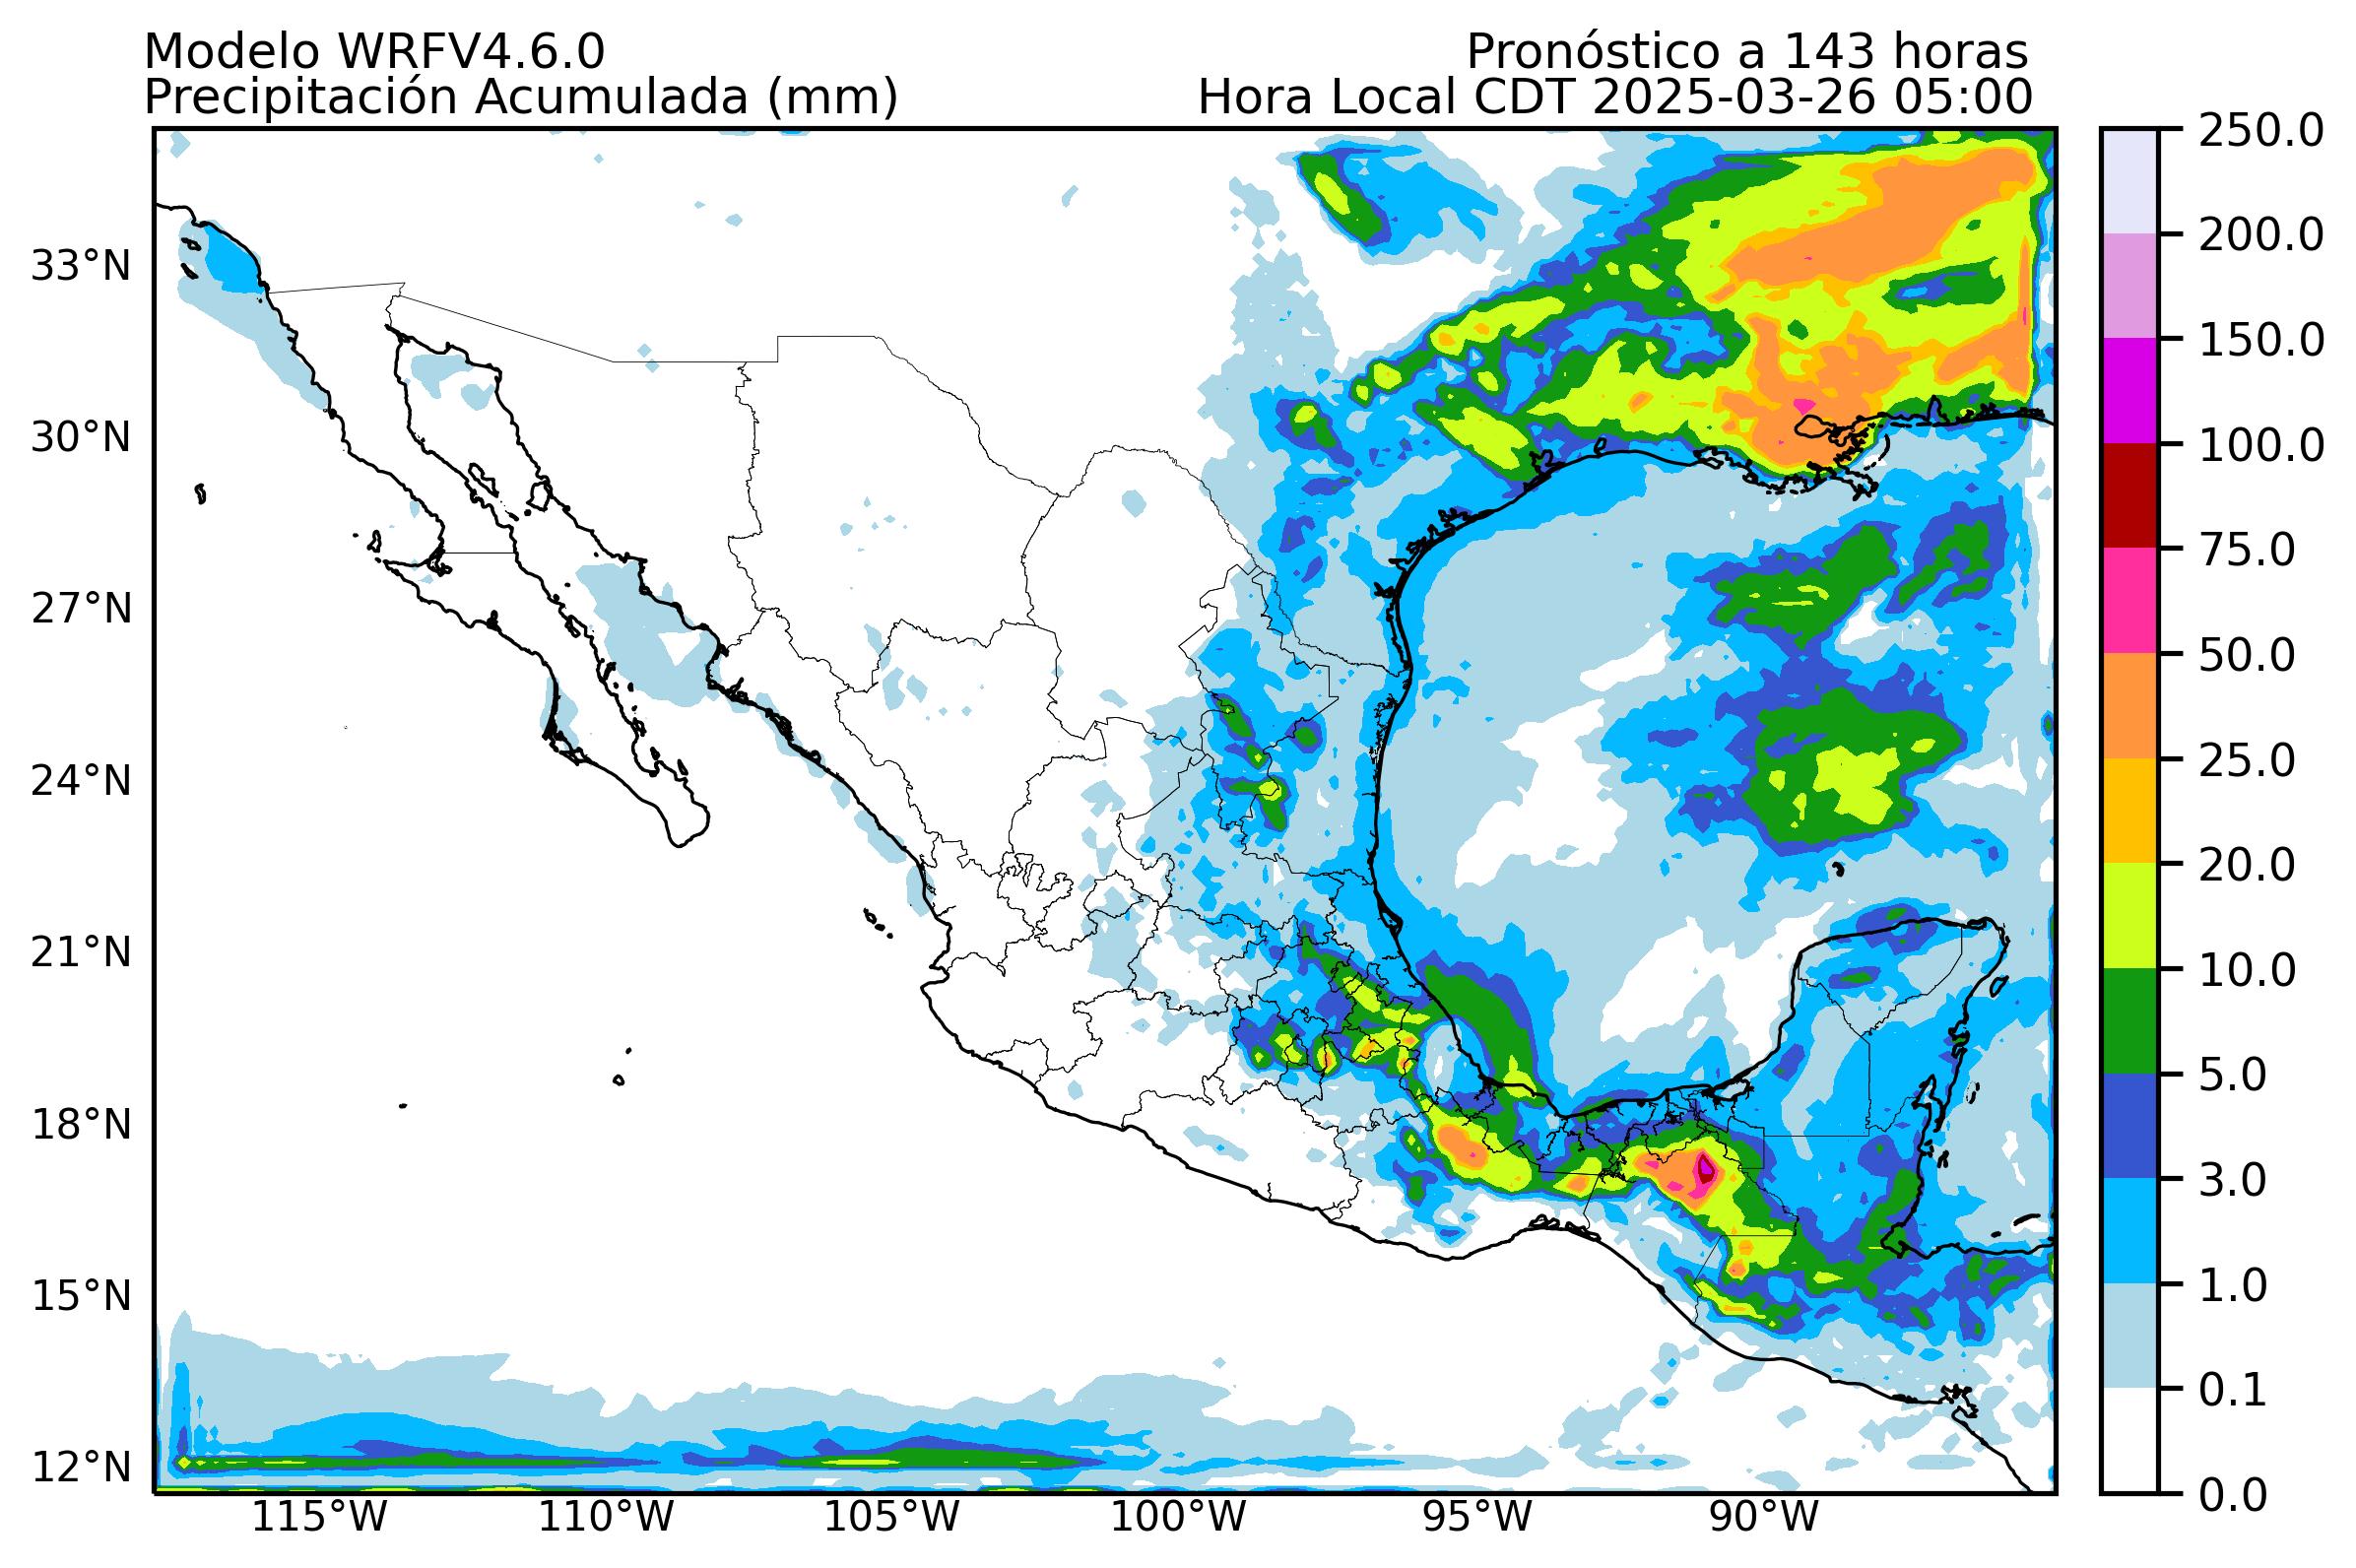 Modelo WRFV4.6.0
Pronóstico a 143 horas
Precipitación Acumulada (mm)
Hora Local CDT 2025-03-26 05:00
33°N
30°N
27°N
24°N
21°N
18°N
15°N
12°N
115°W
110°W
105°W
100°W
95°W
90°W
250.0
200.0
150.0
100.0
75.0
50.0
25.0
20.0
10.0
5.0
3.0
1.0
0.1
0.0